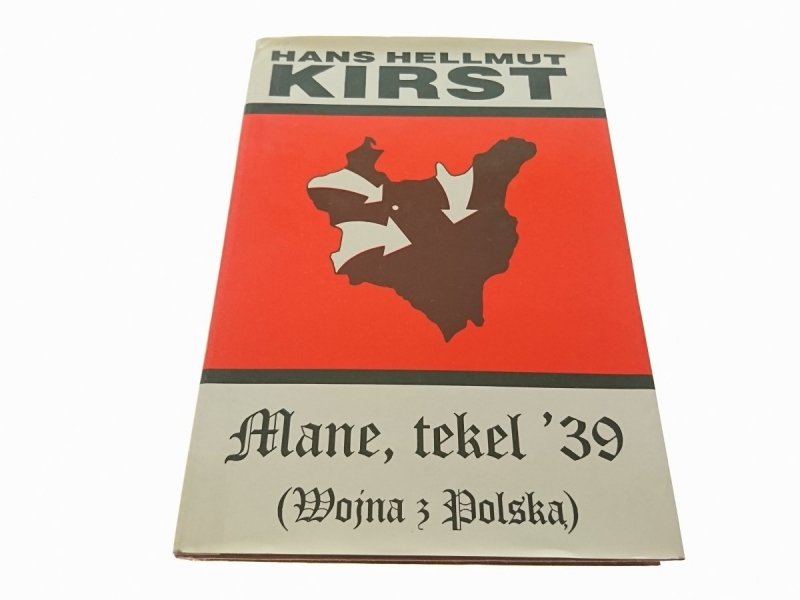 HANS HELLMUT
KIRST
Mane, tekel '39
(Wojna z Polską)